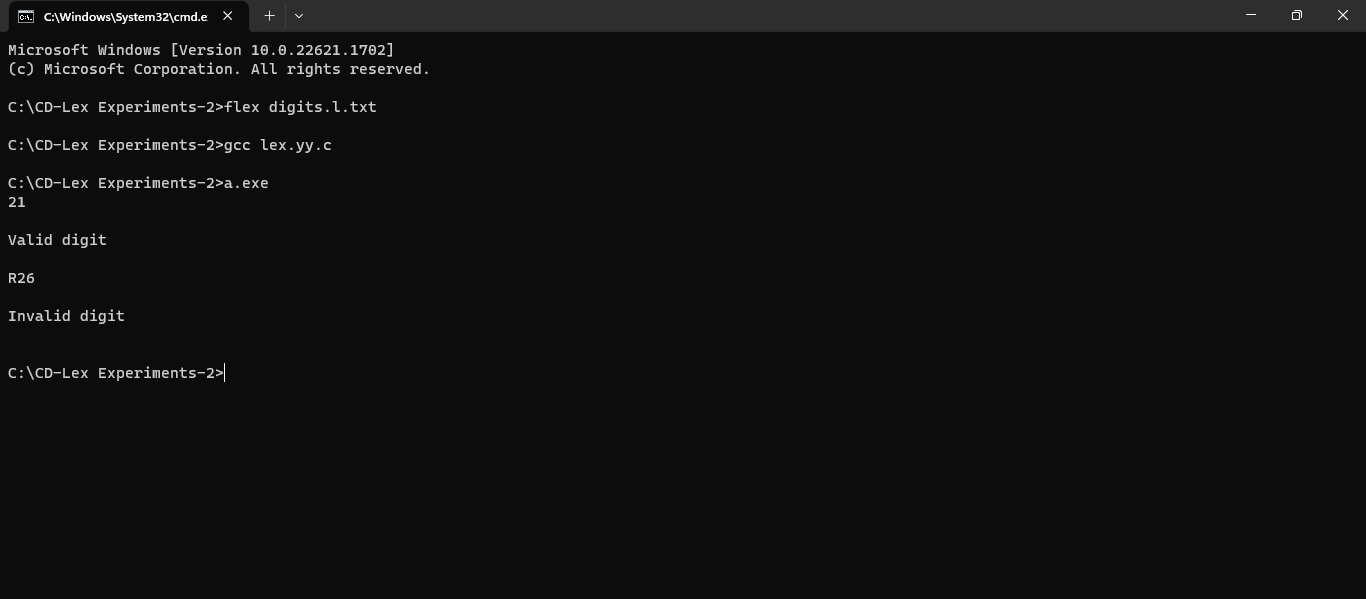 C:\Windows\System32\cmd.e
Microsoft Windows [Version 10.0.22621.1702]
(c) Microsoft Corporation. All rights reserved.
C:\CD-Lex Experiments-2>flex digits.l.txt
C:\CD-Lex Experiments-2>gcc lex.yy.c
C:\CD-Lex Experiments-2>a.exe
21
Valid digit
R26
Invalid digit
C:\CD-Lex Experiments-2>